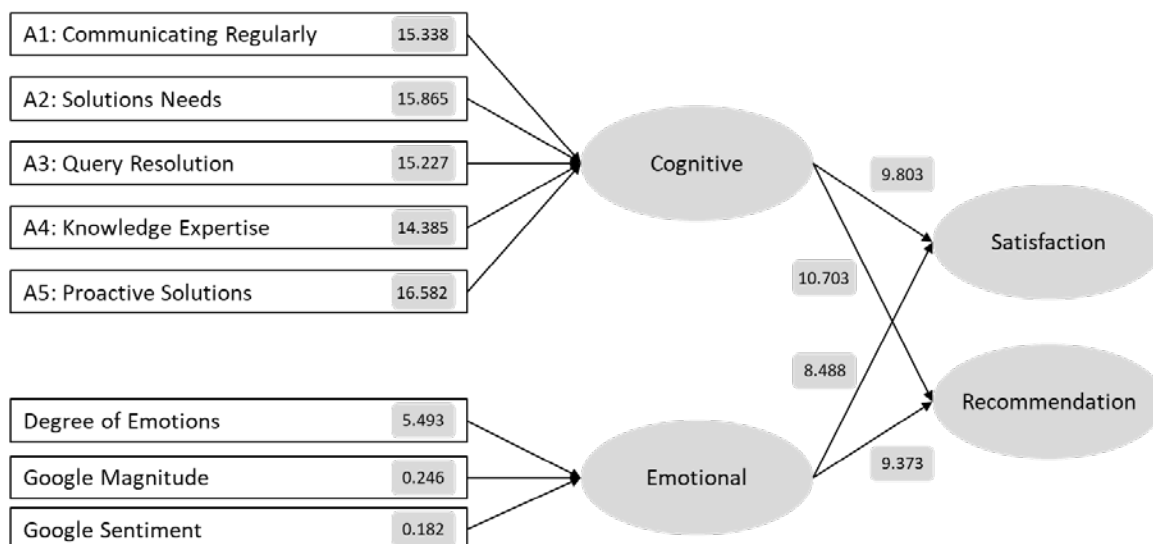 A1: Communicating Regularly 15.338
A2: Solutions Needs 15.865
A3: Query Resolution 15.227
A4: Knowledge Expertise 14.385
A5: Proactive Solutions 16.582
Cognitive
9.803
Satisfaction
10.703
8.488
Recommendation
9.373
Degree of Emotions 5.493
Google Magnitude 0.246
Google Sentiment 0.182
Emotional